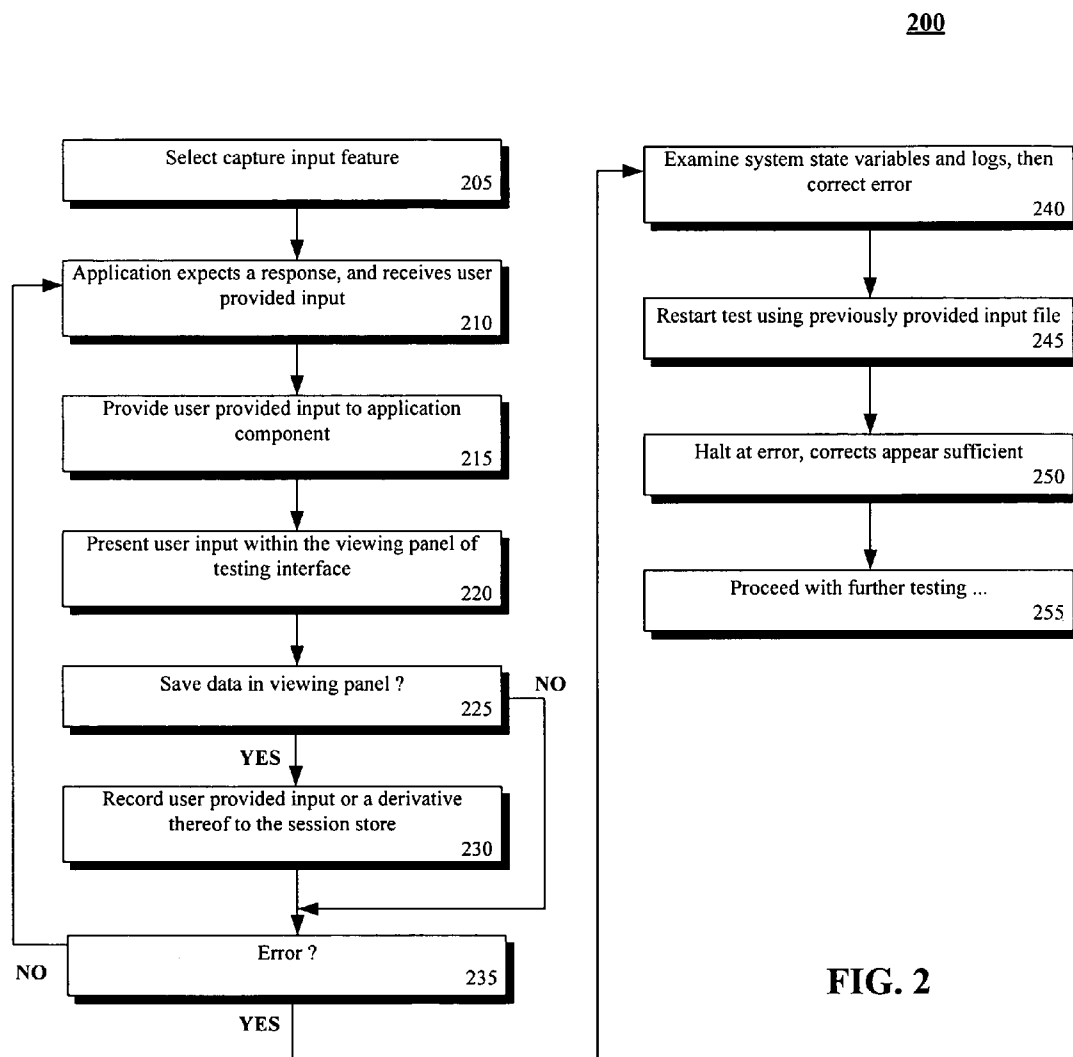 200
Select capture input feature
205
Application expects a response, and receives user
provided input
210
Provide user provided input to application
component
215
Present user input within the viewing panel of
testing interface
220
Save data in viewing panel ?
225
NO
YES
Record user provided input or a derivative
thereof to the session store
230
Error ?
235
NO
YES
Examine system state variables and logs, then
correct error
240
Restart test using previously provided input file
245
Halt at error, corrects appear sufficient
250
Proceed with further testing ...
255
FIG. 2